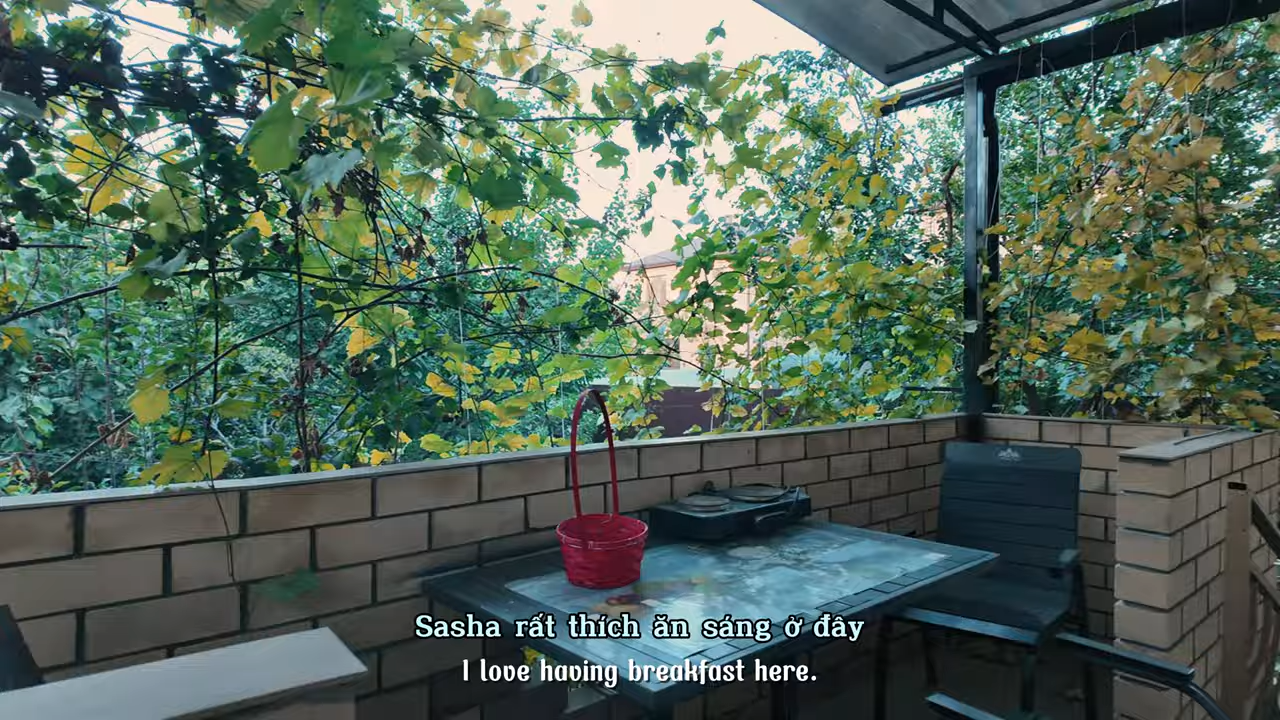 Sasha rất thích ăn sáng ở đây
I love having breakfast here.